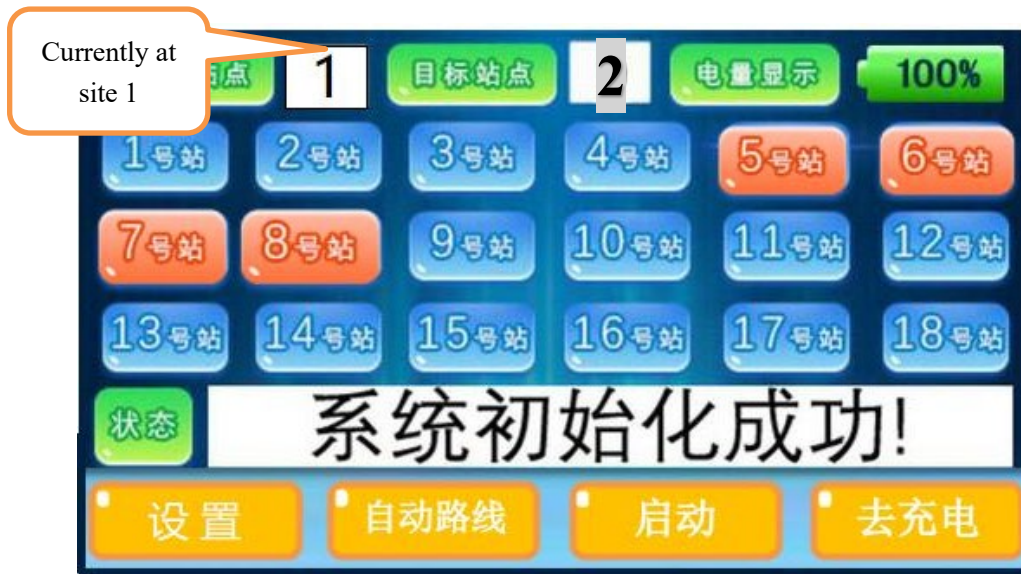 Currently at
site 1
站点 1 目标站点 2 电量显示 100%
1号站 2号站 3号站 4号站 5号站 6号站
7号站 8号站 9号站 10号站 11号站 12号站
13号站 14号站 15号站 16号站 17号站 18号站
状态 系统初始化成功!
设置 自动路线 启动 去充电